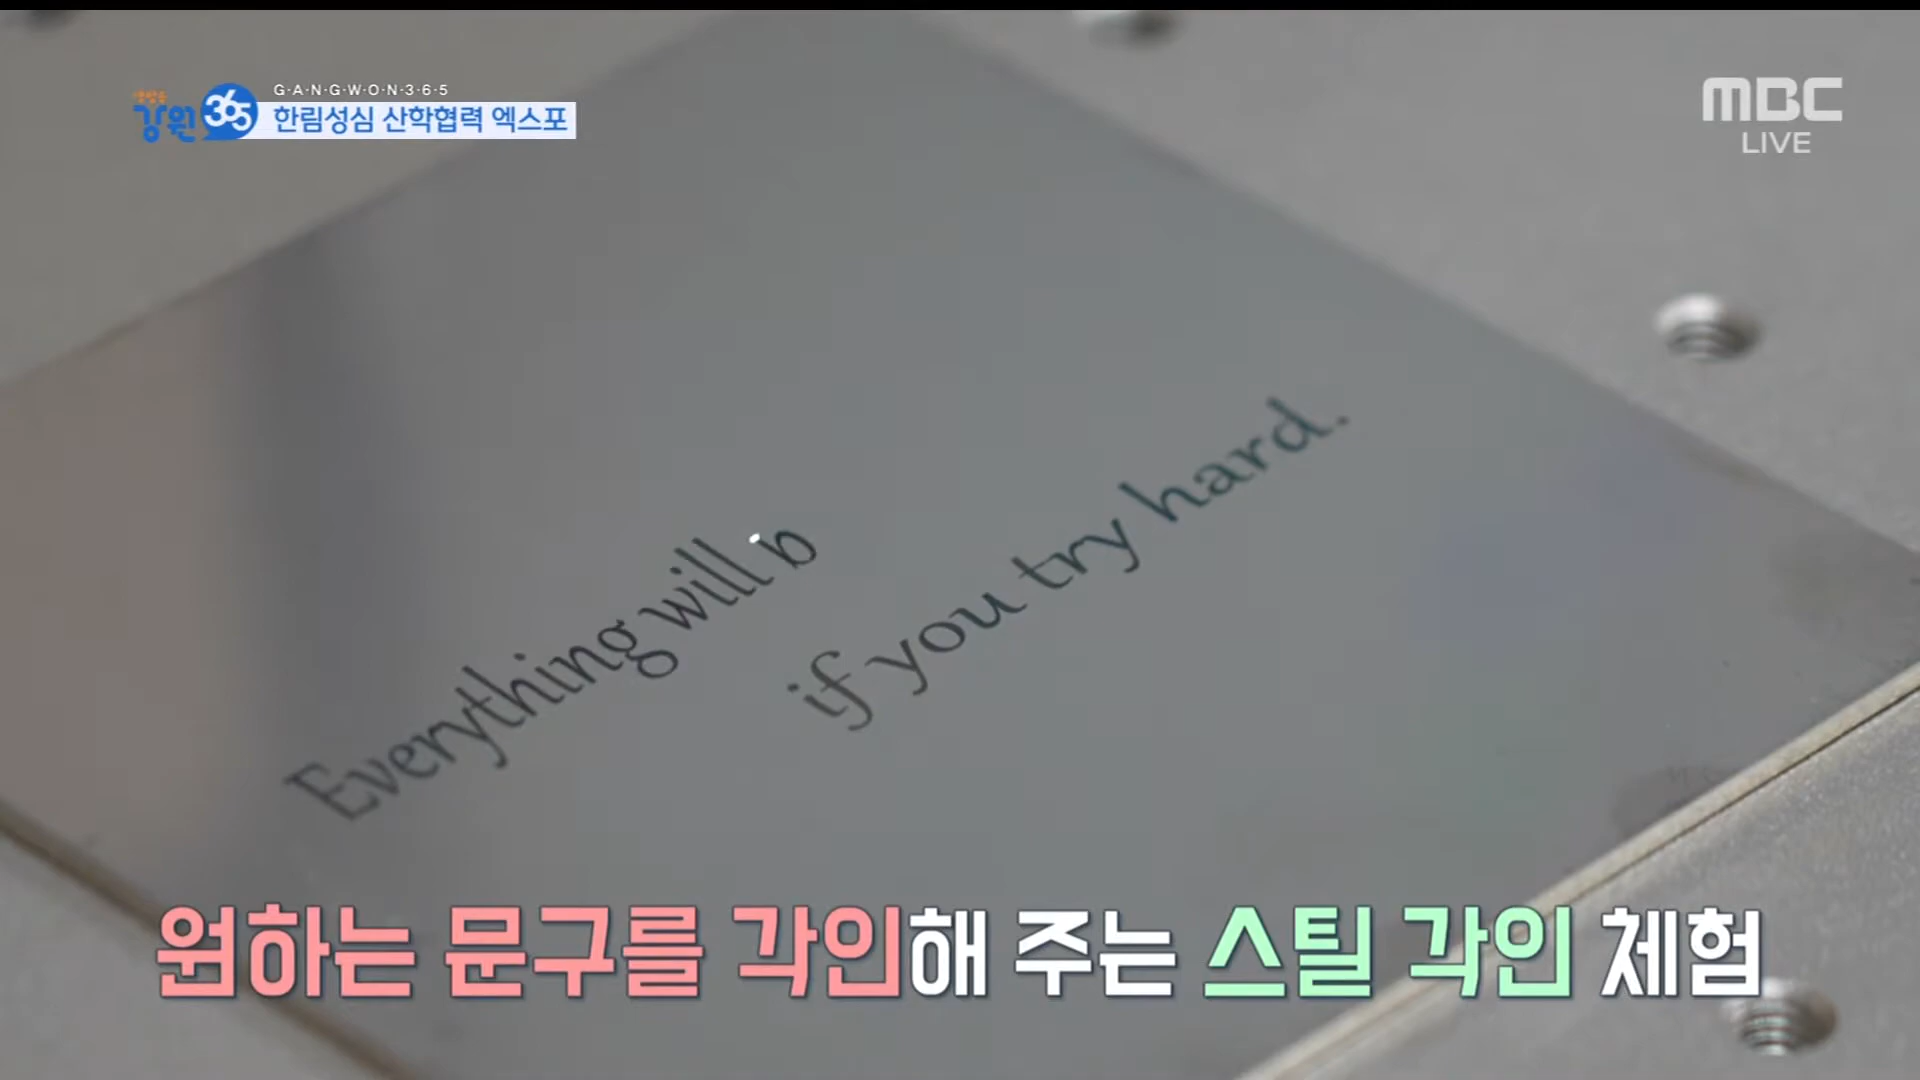 G·A·N·G·W·O·N·3·6·5
강원 365
한림성심 산학협력 엑스포
MBC
LIVE
Everything will b
if you try hard.
원하는 문구를 각인해 주는 스틸 각인 체험